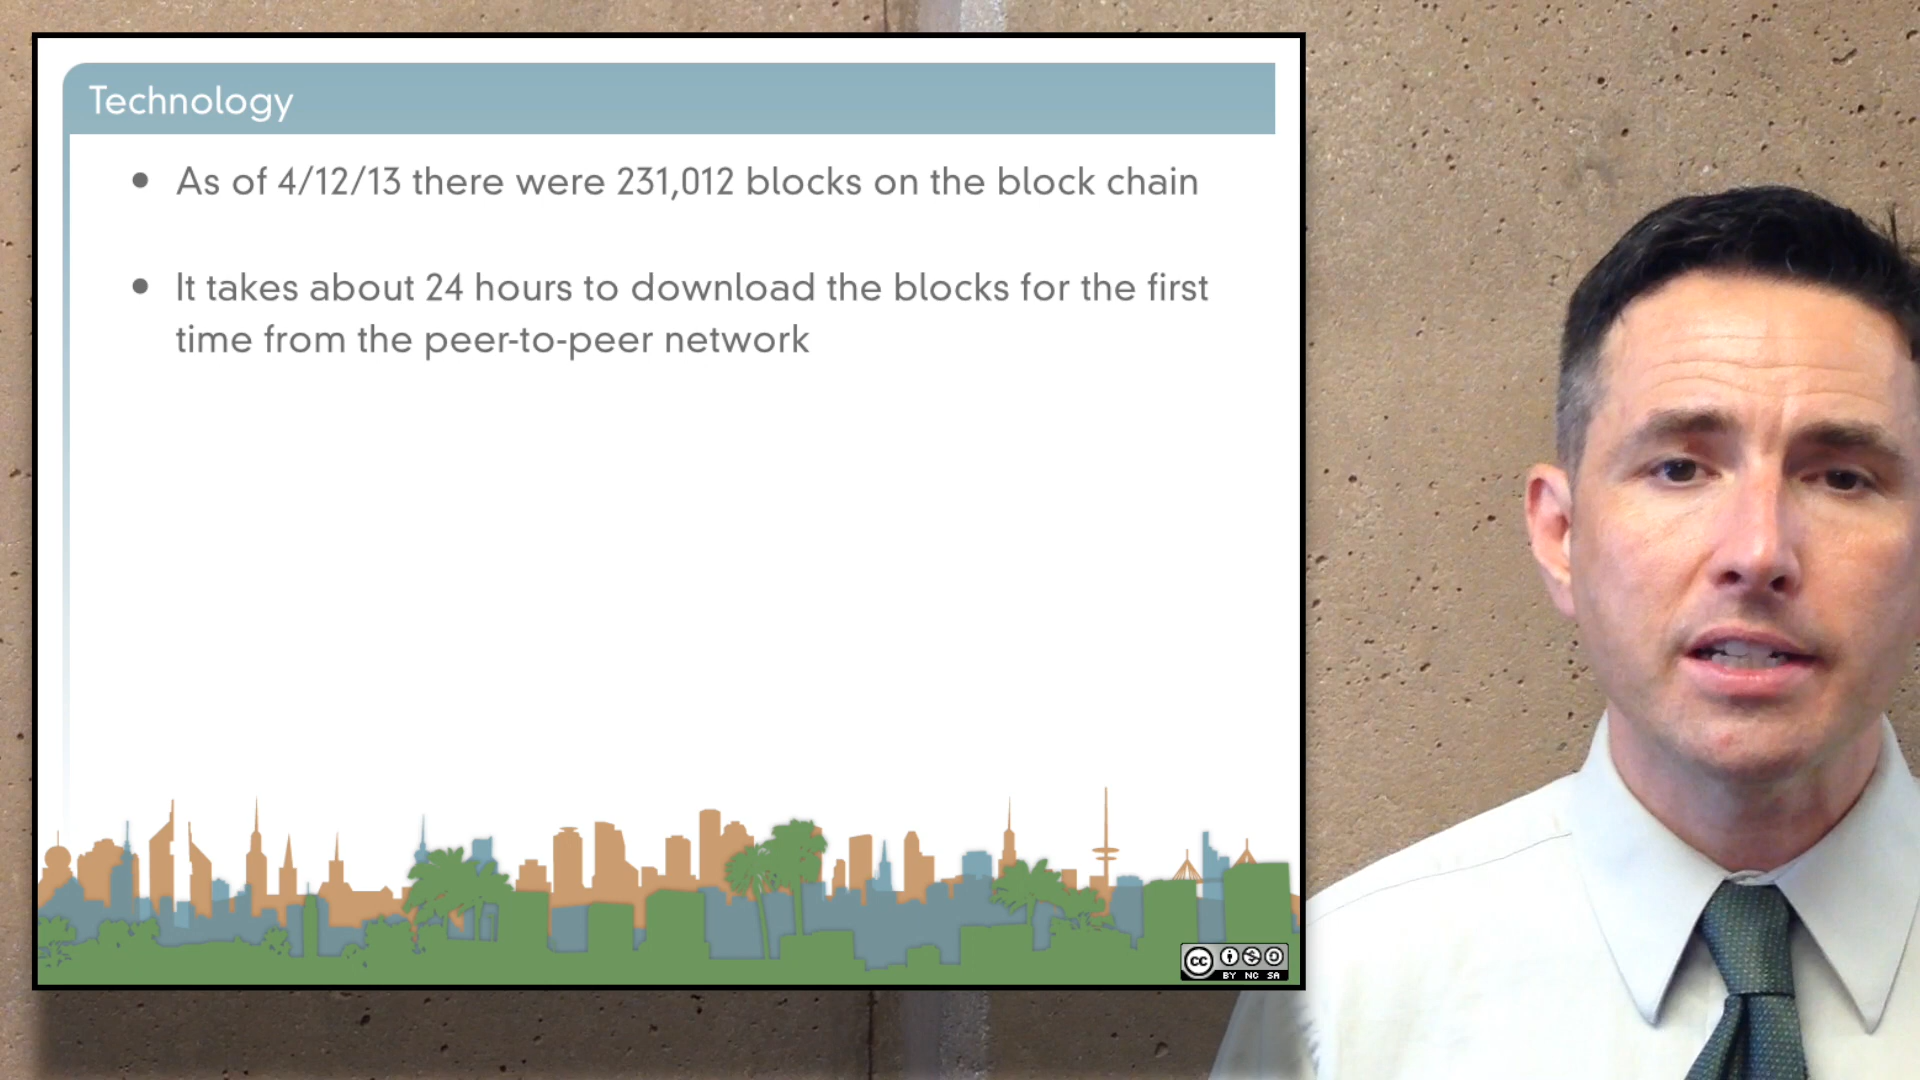 Technology
• As of 4/12/13 there were 231,012 blocks on the block chain
• It takes about 24 hours to download the blocks for the first
time from the peer-to-peer network
cc
BY NC SA